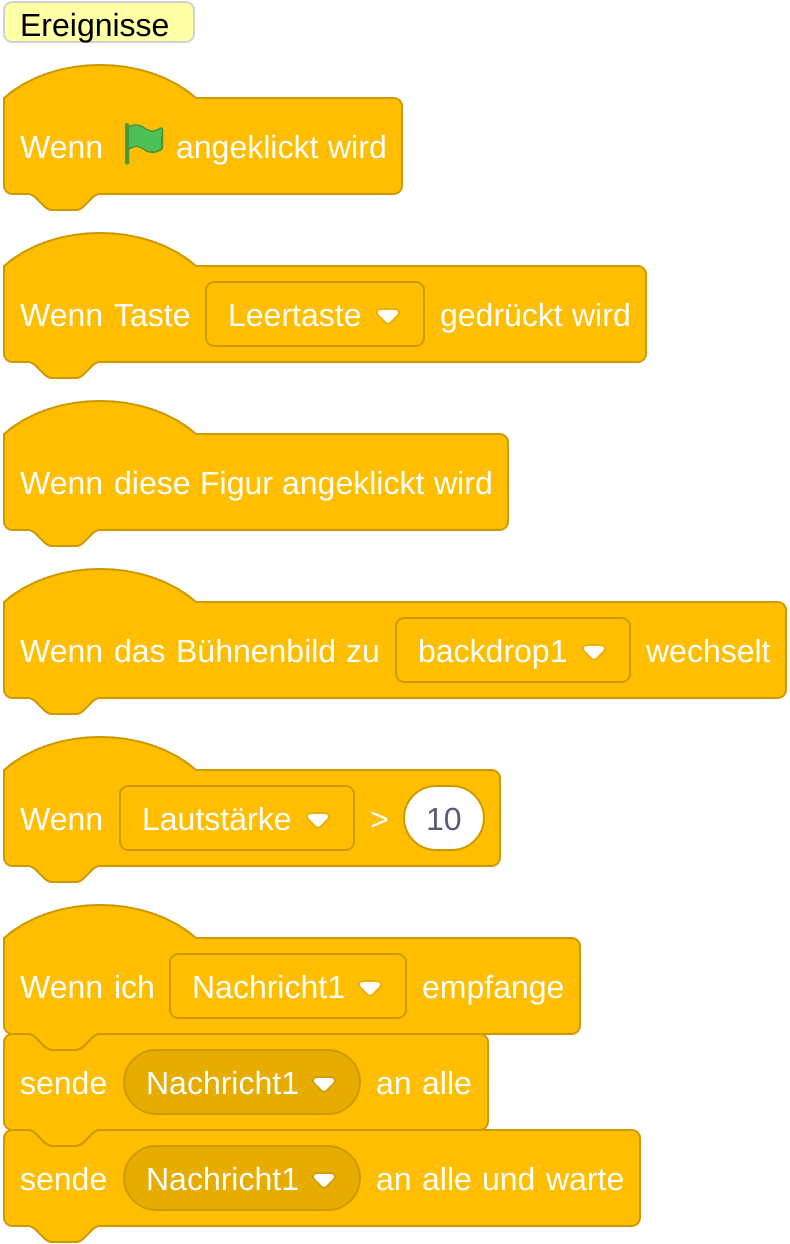 Ereignisse
Wenn angeklickt wird
Wenn Taste Leertaste gedrückt wird
Wenn diese Figur angeklickt wird
Wenn das Bühnenbild zu backdrop1 wechselt
Wenn Lautstärke > 10
Wenn ich Nachricht1 empfange
sende Nachricht1 an alle
sende Nachricht1 an alle und warte